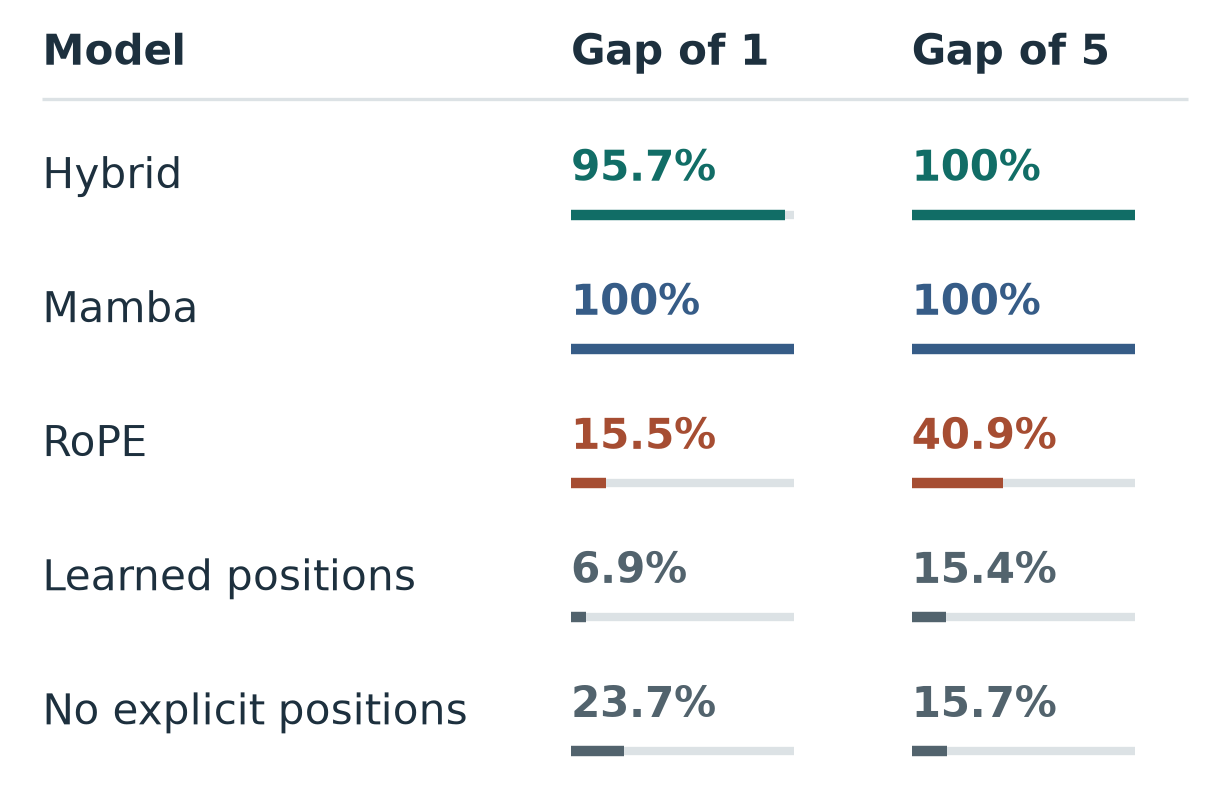 Model Gap of 1 Gap of 5
Hybrid 95.7% 100%
Mamba 100% 100%
RoPE 15.5% 40.9%
Learned positions 6.9% 15.4%
No explicit positions 23.7% 15.7%